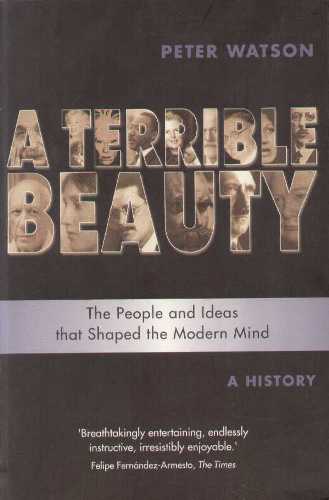 PETER WATSON
A TERRIBLE
BEAUTY
The People and Ideas
that Shaped the Modern Mind
A HISTORY
'Breathtakingly entertaining, endlessly
instructive, irresistibly enjoyable.'
Felipe Fernández-Armesto, The Times